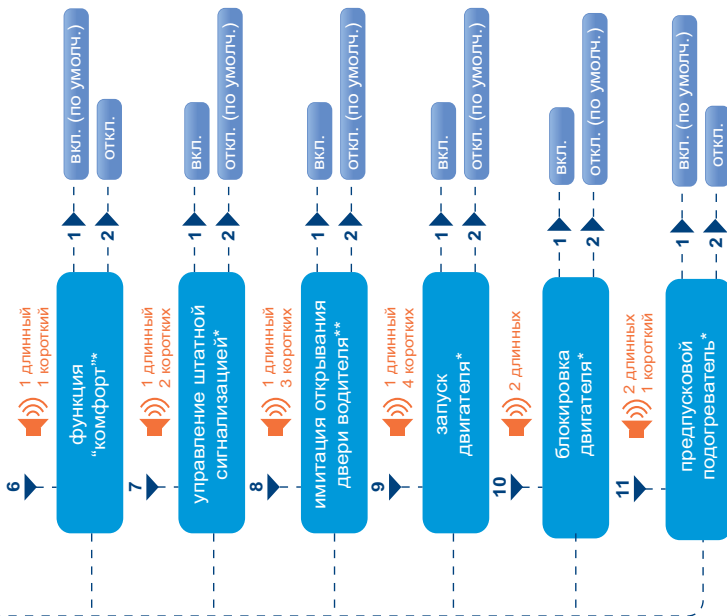 6
1 длинный
1 короткий
функция
“комфорт”*
1
вкл. (по умолч.)
2
откл.
7
1 длинный
2 коротких
управление штатной
сигнализацией*
1
вкл.
2
откл. (по умолч.)
8
1 длинный
3 коротких
имитация открывания
двери водителя**
1
вкл.
2
откл. (по умолч.)
9
1 длинный
4 коротких
запуск
двигателя*
1
вкл.
2
откл. (по умолч.)
10
2 длинных
блокировка
двигателя*
1
вкл.
2
откл. (по умолч.)
11
2 длинных
1 короткий
предпусковой
подогреватель*
1
вкл. (по умолч.)
2
откл.